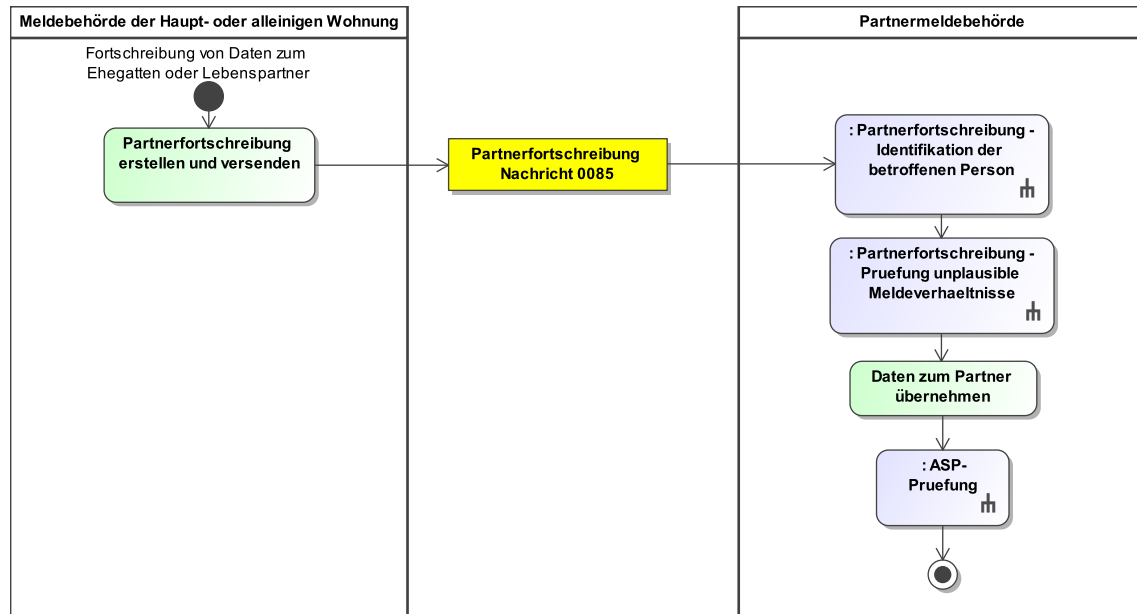 Meldebehörde der Haupt- oder alleinigen Wohnung
Fortschreibung von Daten zum
Ehegatten oder Lebenspartner
Partnerfortschreibung
erstellen und versenden
Partnerfortschreibung
Nachricht 0085
Partnermeldebehörde
: Partnerfortschreibung -
Identifikation der
betroffenen Person
: Partnerfortschreibung -
Pruefung unplausible
Meldeverhaeltnisse
Daten zum Partner
übernehmen
: ASP-
Pruefung